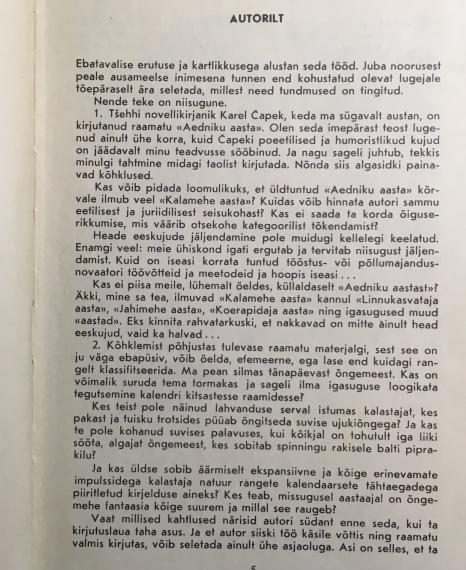 AUTORILT
Ebatavalise erutuse ja kartlikkusega alustan seda tööd. Juba noorusest
peale ausameelse inimesena tunnen end kohustatud olevat lugejale
tõepäraselt ära seletada, millest need tundmused on tingitud.
Nende teke on niisugune.
1. Tšehhi novellikirjanik Karel Čapek, keda ma sügavalt austan, on
kirjutanud raamatu «Aedniku aasta». Olen seda imepärast teost luge-
nud ainult ühe korra, kuid Čapeki poeetilised ja humoristlikud kujud
on jäädavalt minu teadvusse sööbinud. Ja nagu sageli juhtub, tekkis
minulgi tahtmine midagi taolist kirjutada. Nõnda siis algasidki paina-
vad kõhklused.
Kas võib pidada loomulikuks, et üldtuntud «Aedniku aasta» kõr-
vale ilmub veel «Kalamehe aasta»? Kuidas võib hinnata autori sammu
eetilisest ja juriidilisest seisukohast? Kas ei saada ta korda õiguse-
rikkumise, mis väärib otsekohe kategoorilist tõkendamist?
Heade eeskujude jäljendamine pole muidugi kellelegi keelatud.
Enamgi veel: meie ühiskond igati ergutab ja tervitab niisugust jäljen-
damist. Kuid on iseasi korrata tuntud tööstus- või põllumajandus-
novaatori töövõtteid ja meetodeid ja hoopis iseasi . . .
Kas ei piisa meile, lühemalt öeldes, küllaldaselt «Aedniku aastast»?
Äkki, mine sa tea, ilmuvad «Kalamehe aasta» kannul «Linnukasvataja
aasta», «Jahimehe aasta», «Koerapidaja aasta» ning igasugused muud
«aastad». Eks kinnita rahvatarkuski, et nakkavad on mitte ainult head
eeskujud, vaid ka halvad . . .
2. Kõhklemist põhjustas tulevase raamatu materjalgi, sest see on
ju väga ebapüsiv, võib öelda, efemeerne, ega lase end kuidagi ran-
gelt klassifitseerida. Ma pean silmas tänapäevast õngemeest. Kas on
võimalik suruda tema tormakas ja sageli ilma igasuguse loogikata
tegutsemine kalendri kitsastesse raamidesse?
Kes teist pole näinud lahvanduse serval istumas kalastajat, kes
pakast ja tuisku trotsides püüab õngitseda suvise ujukiõngega? Ja kas
te pole kohanud suvises palavuses, kui kõikjal on tohutult iga liiki
sööta, algajat õngemeest, kes sobitab spinningu rakisele balti pipra-
kilu?
Ja kas üldse sobib äärmiselt ekspansiivne ja kõige erinevamate
impulssidega kalastaja natuur rangete kalendaarsete tähtaegadega
piiritletud kirjelduse aineks? Kes teab, missugusel aastaajal on õnge-
mehe fantaasia kõige suurem ja millal see raugeb?
Vaat millised kahtlused närisid autori südant enne seda, kui ta
kirjutuslaua taha asus. Ja et autor siiski töö käsile võttis ning raamatu
valmis kirjutas, võib seletada ainult ühe asjaoluga. Asi on selles, et ta